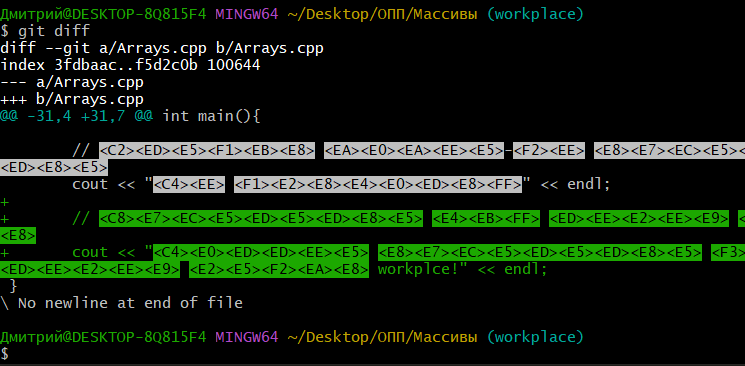 Дмитрий@DESKTOP-8Q815F4 MINGW64 ~/Desktop/ОПП/Массивы (workplace)
$ git diff
diff --git a/Arrays.cpp b/Arrays.cpp
index 3fdbaac..f5d2c0b 100644
--- a/Arrays.cpp
+++ b/Arrays.cpp
@@ -31,4 +31,7 @@ int main(){
// <C2><ED><E5><F1><EB><E8> <EA><E0><EA><EE><E5>-<F2><EE> <E8><E7><EC><E5><
<ED><E8><E5>
cout << "<C4><EE> <F1><E2><E8><E4><E0><ED><E8><FF>" << endl;
+
+ // <C8><E7><EC><E5><ED><E5><ED><E8><E5> <E4><EB><FF> <ED><EE><E2><EE><E9> <
<E8>
+ cout << "<C4><E0><ED><ED><EE><E5> <E8><E7><EC><E5><ED><E5><ED><E8><E5> <F3>
<ED><EE><E2><EE><E9> <E2><E5><F2><EA><E8> workplce!" << endl;
}
\ No newline at end of file
Дмитрий@DESKTOP-8Q815F4 MINGW64 ~/Desktop/ОПП/Массивы (workplace)
$